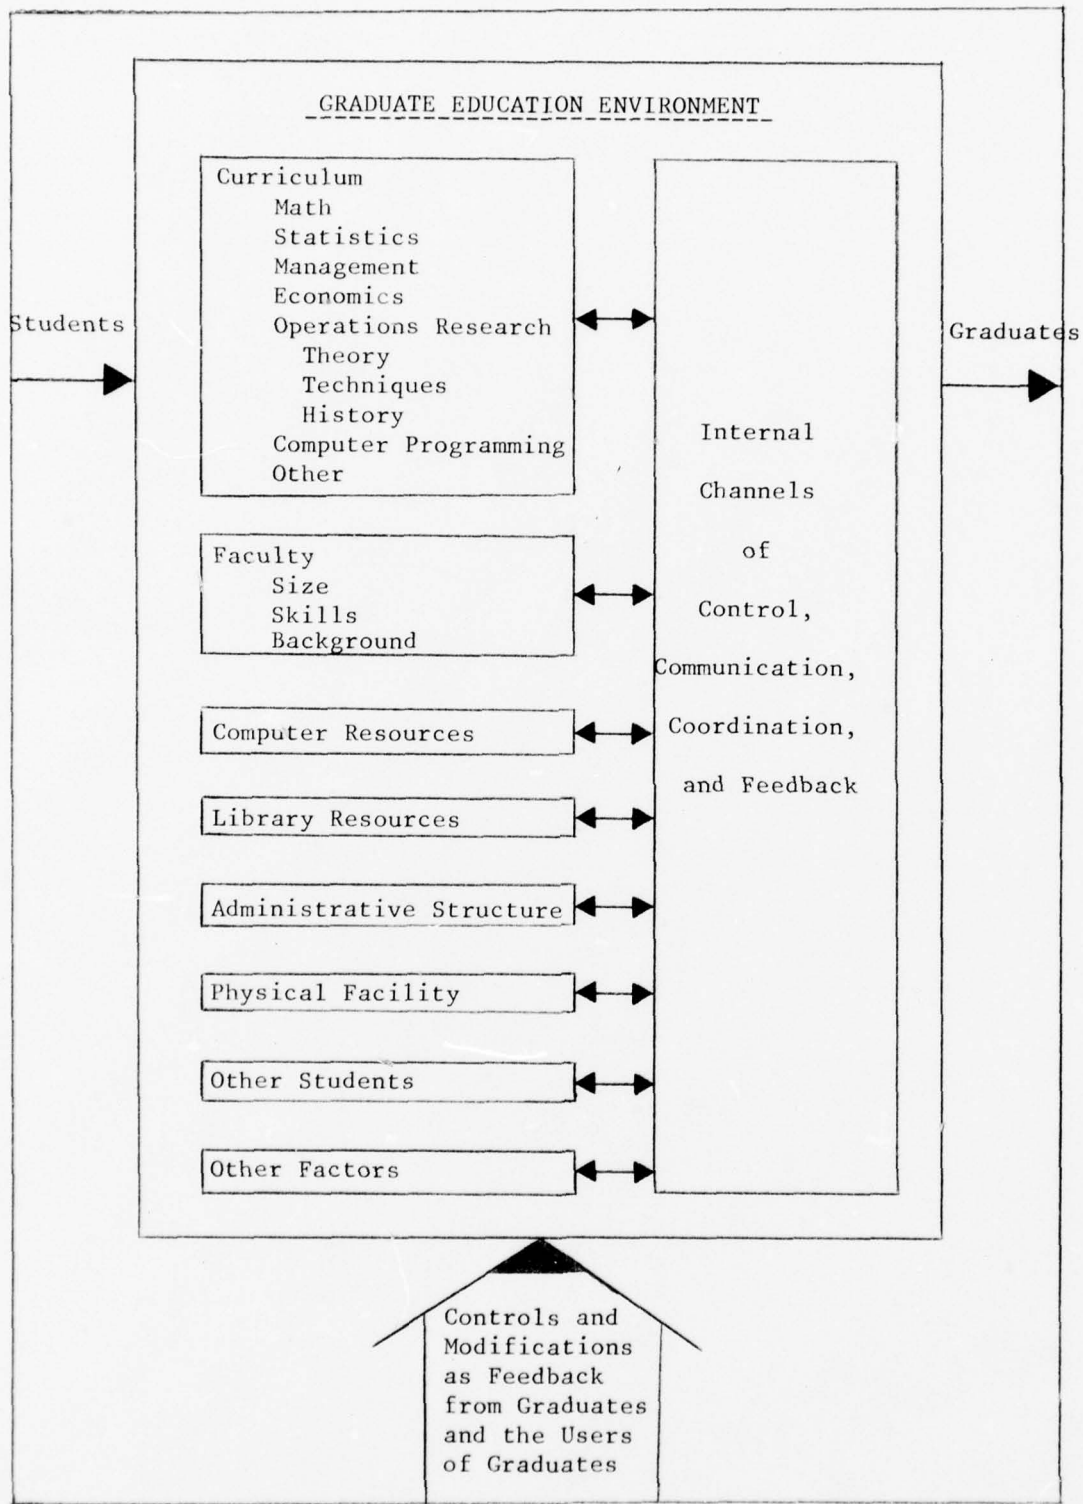 GRADUATE EDUCATION ENVIRONMENT
Curriculum
Math
Statistics
Management
Economics
Operations Research
Theory
Techniques
History
Computer Programming
Other
Students
Graduates
Faculty
Size
Skills
Background
Computer Resources
Library Resources
Administrative Structure
Physical Facility
Other Students
Other Factors
Internal
Channels
of
Control,
Communication,
Coordination,
and Feedback
Controls and
Modifications
as Feedback
from Graduates
and the Users
of Graduates